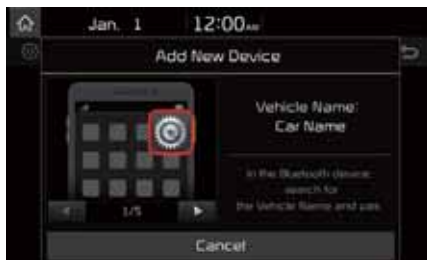 Jan. 1 12:00 AM
Add New Device
Vehicle Name:
Car Name
In the Bluetooth device
search for
the Vehicle Name and pair.
1/5
Cancel